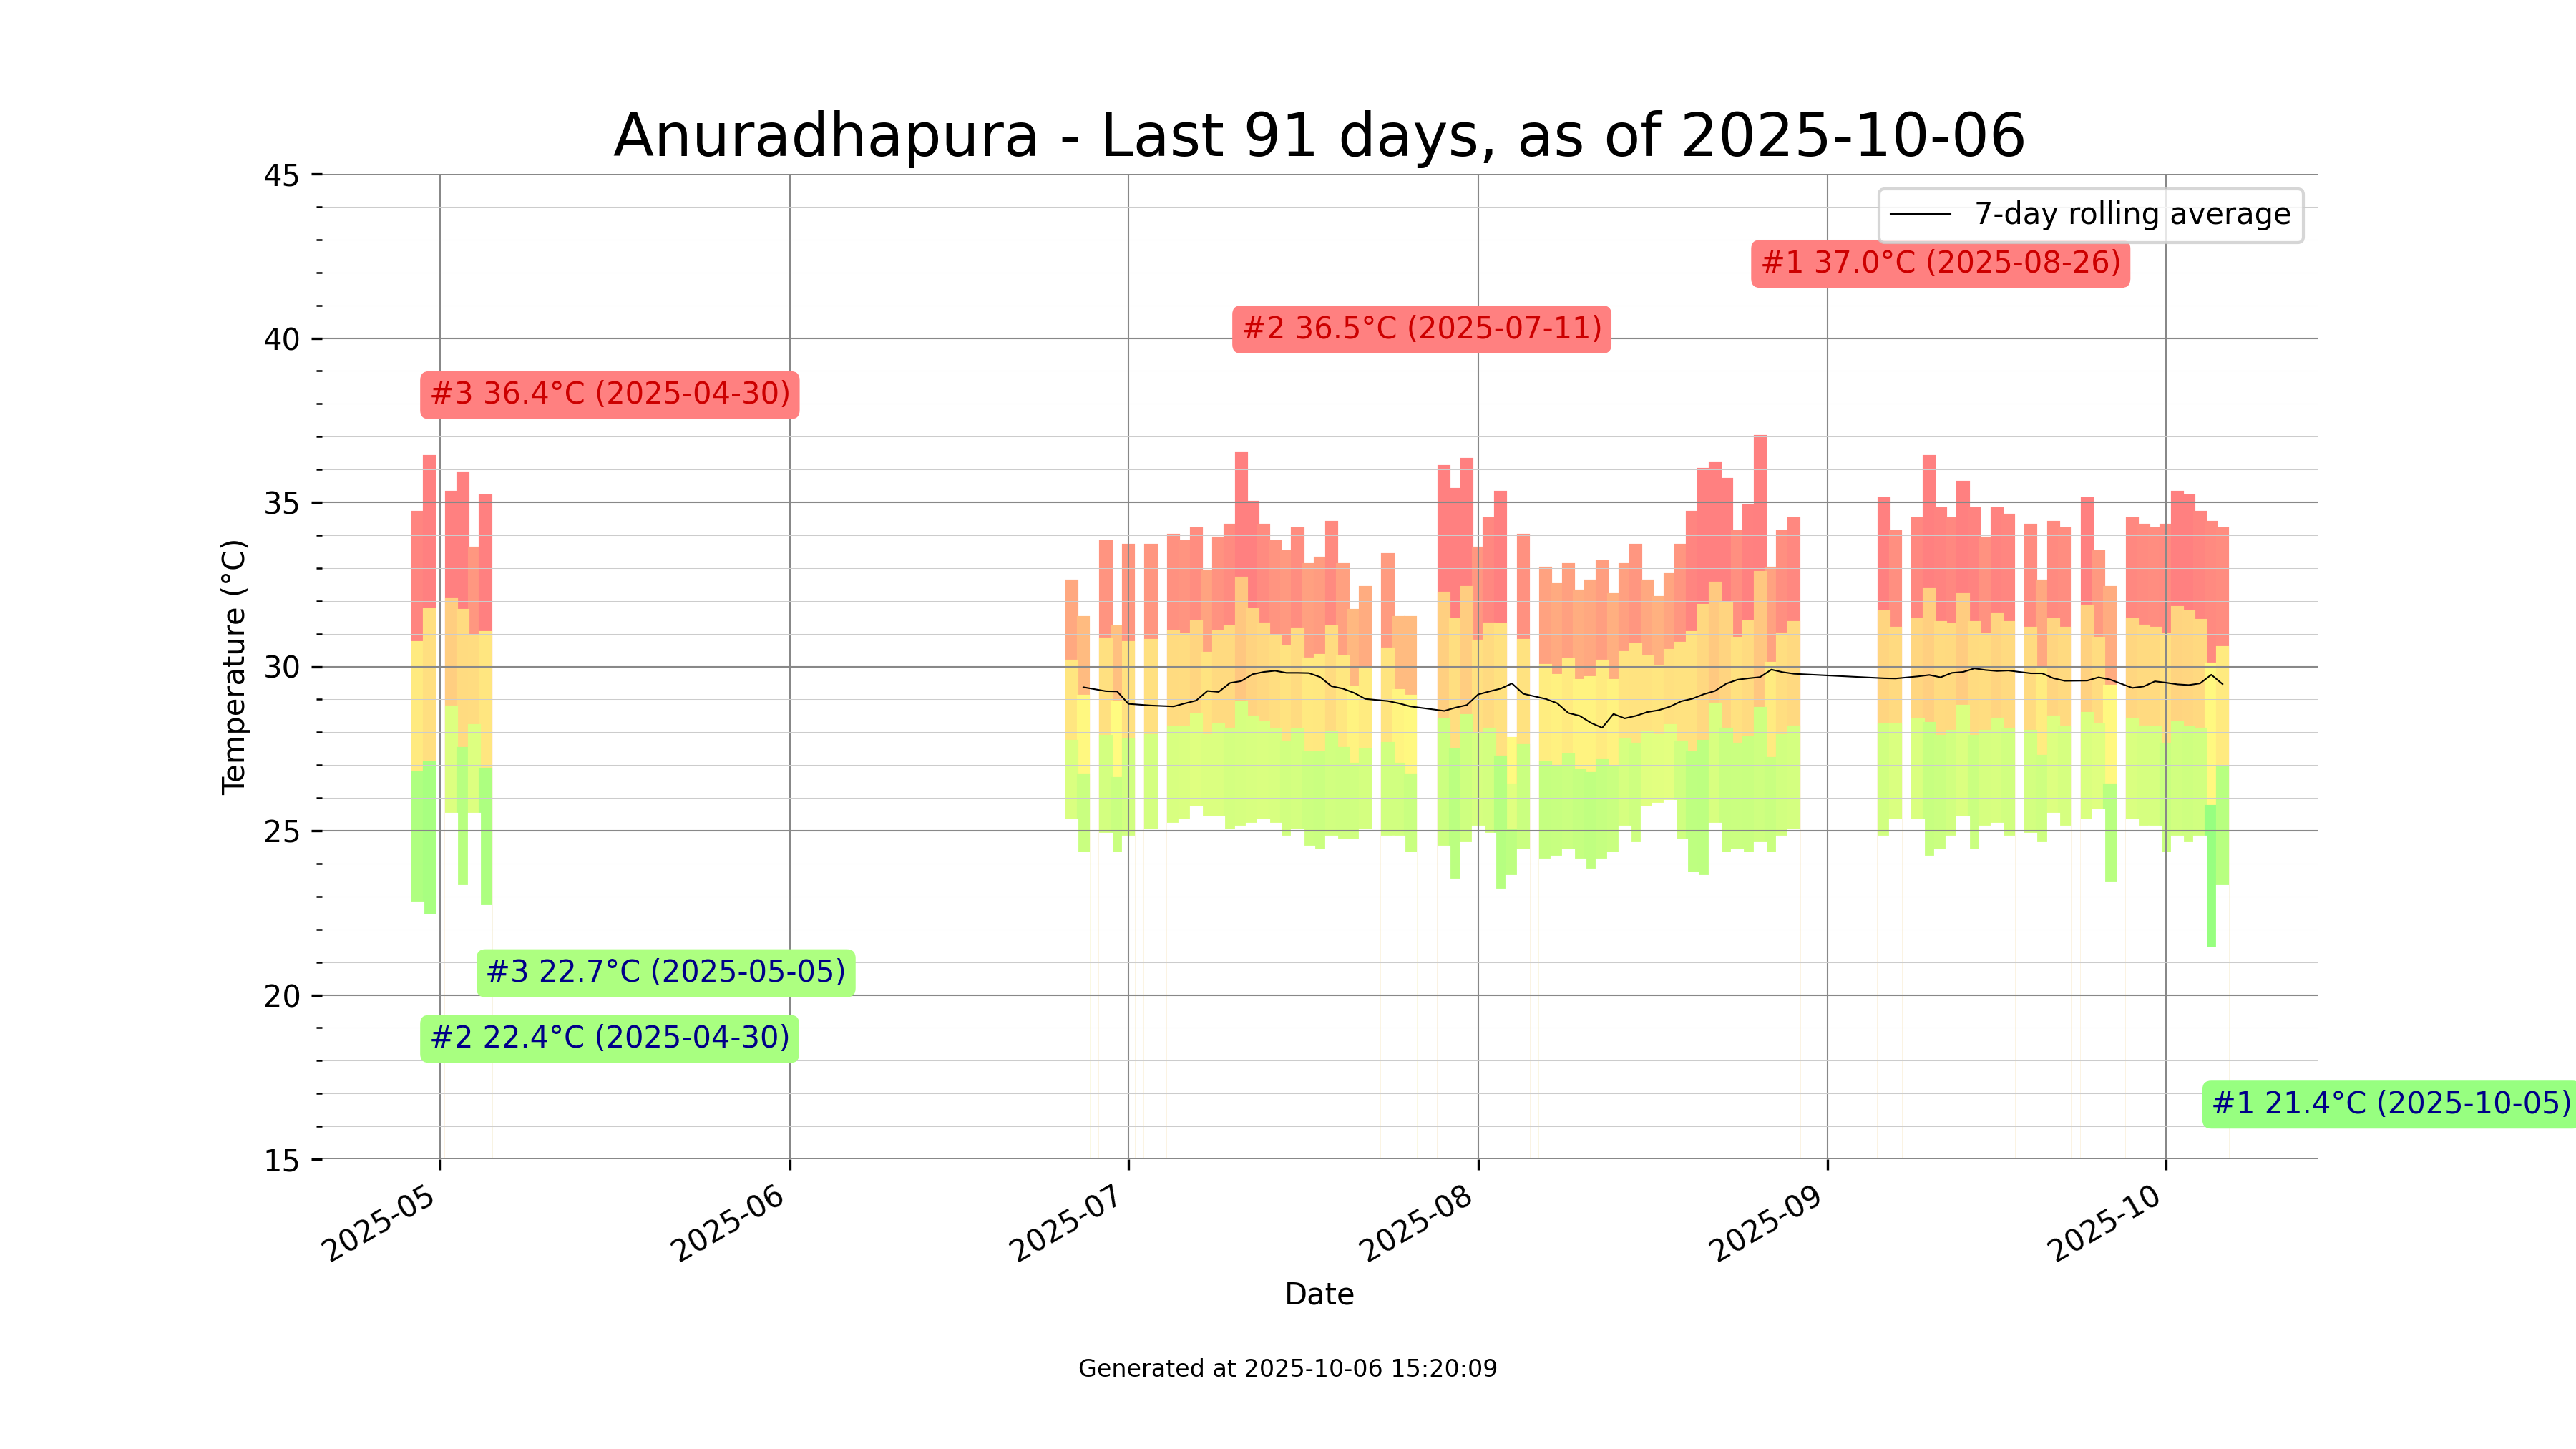 Anuradhapura - Last 91 days, as of 2025-10-06
45
7-day rolling average
#1 37.0°C (2025-08-26)
#2 36.5°C (2025-07-11)
40
#3 36.4°C (2025-04-30)
35
Temperature (°C)
30
25
#3 22.7°C (2025-05-05)
20
#2 22.4°C (2025-04-30)
#1 21.4°C (2025-10-05)
15
2025-05
2025-06
2025-07
2025-08
2025-09
2025-10
Date
Generated at 2025-10-06 15:20:09